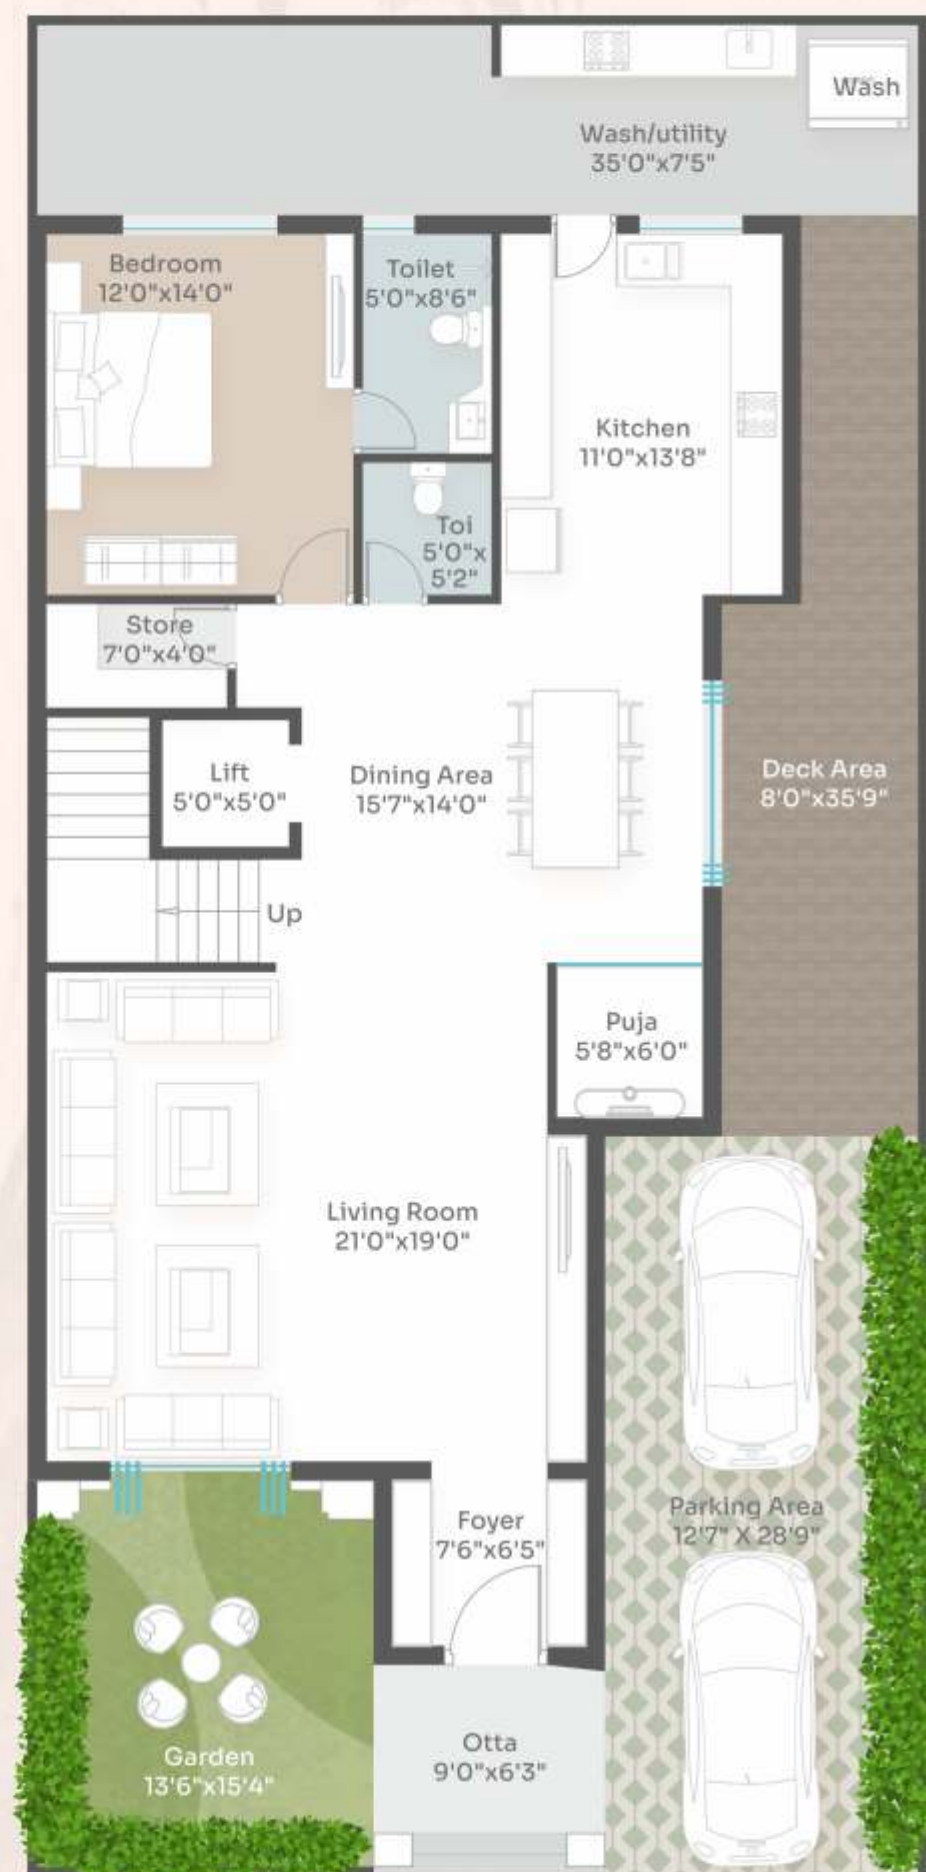 Wash
Wash/utility
35'0"x7'5"
Bedroom
12'0"x14'0"
Toilet
5'0"x8'6"
Kitchen
11'0"x13'8"
Toi
5'0"x
5'2"
Store
7'0"x4'0"
Lift
5'0"x5'0"
Dining Area
15'7"x14'0"
Deck Area
8'0"x35'9"
Up
Puja
5'8"x6'0"
Living Room
21'0"x19'0"
Foyer
7'6"x6'5"
Parking Area
12'7" X 28'9"
Garden
13'6"x15'4"
Otta
9'0"x6'3"